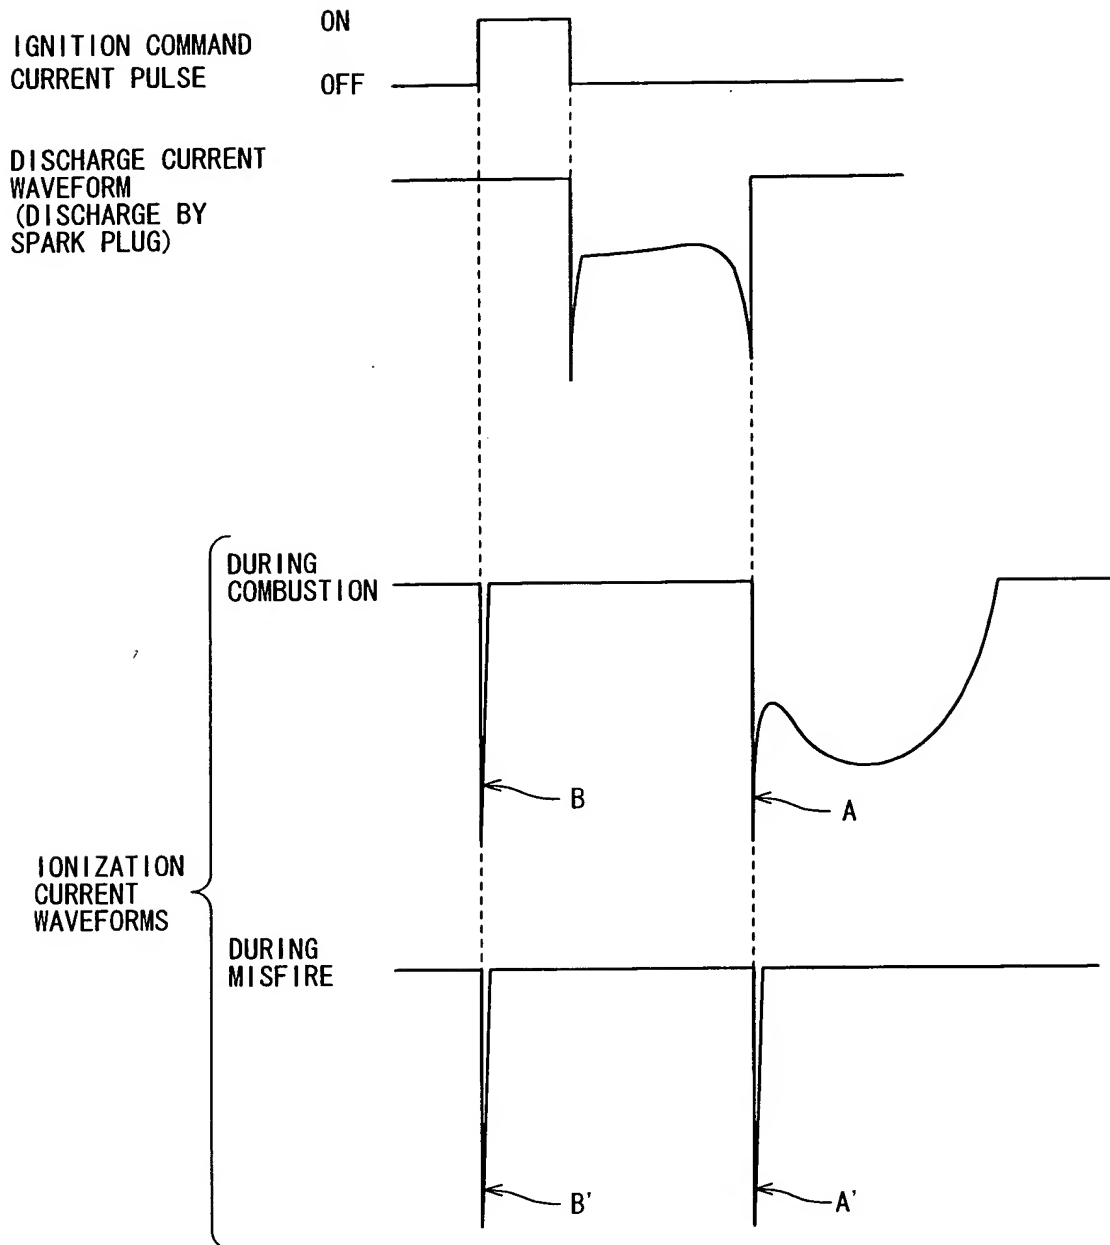 IGNITION COMMAND
CURRENT PULSE
ON
OFF
DISCHARGE CURRENT
WAVEFORM
(DISCHARGE BY
SPARK PLUG)
DURING
COMBUSTION
B
A
IONIZATION
CURRENT
WAVEFORMS
DURING
MISFIRE
B'
A'